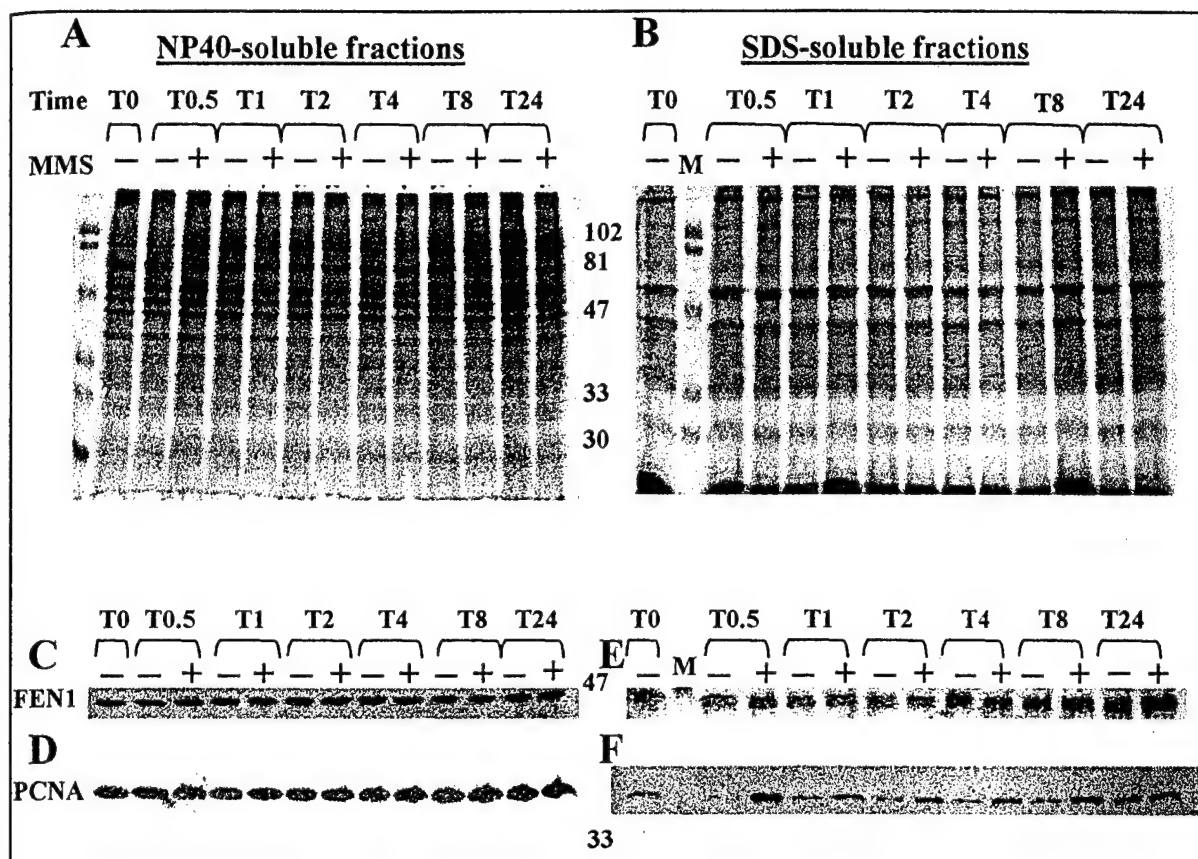 A NP40-soluble fractions
B SDS-soluble fractions
Time T0 T0.5 T1 T2 T4 T8 T24
T0 T0.5 T1 T2 T4 T8 T24
MMS − − + − + − + − + − + − +
− M − + − + − + − + − + − +
102
81
47
33
30
T0 T0.5 T1 T2 T4 T8 T24
T0 T0.5 T1 T2 T4 T8 T24
C − − + − + − + − + − + − +
E − M − + − + − + − + − + − +
FEN1
47
D
F
PCNA
33